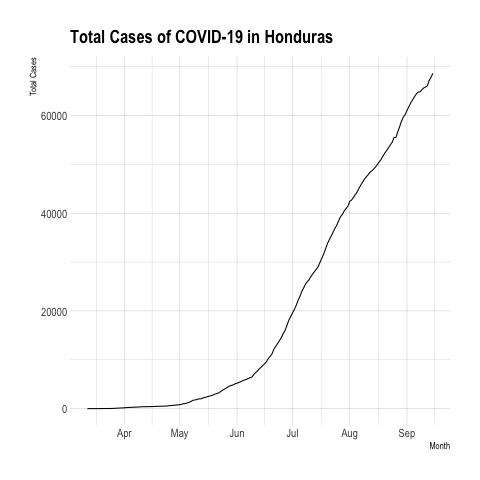 Total Cases of COVID-19 in Honduras
Total Cases
60000
40000
20000
0
Apr May Jun Jul Aug Sep
Month